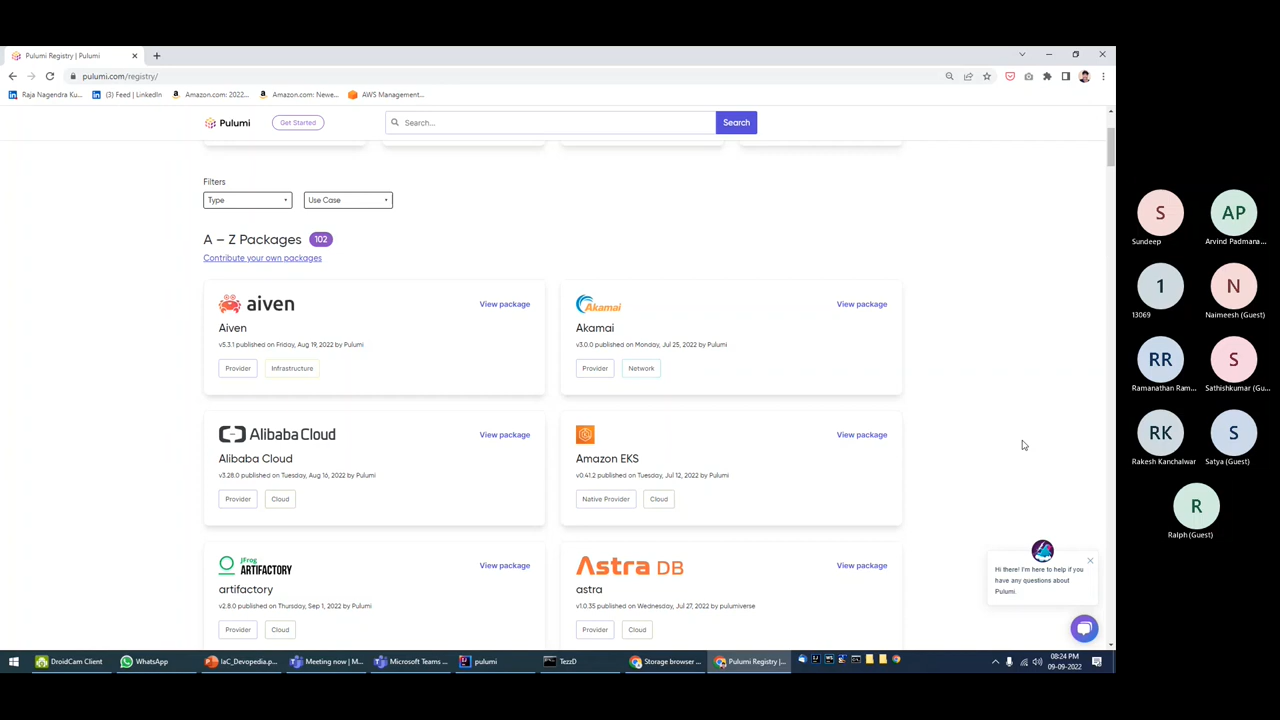 Pulumi Registry | Pulumi
pulumi.com/registry/
Raja Nagendra Ku...
(3) Feed | LinkedIn
Amazon.com: 2022...
Amazon.com: Newe...
AWS Management...
Pulumi
Get Started
Search...
Search
Filters
Type
Use Case
A – Z Packages 102
Contribute your own packages
aiven
View package
Aiven
v5.3.1 published on Friday, Aug 19, 2022 by Pulumi
Provider
Infrastructure
Akamai
View package
Akamai
v3.0.0 published on Monday, Jul 25, 2022 by Pulumi
Provider
Network
Alibaba Cloud
View package
Alibaba Cloud
v3.28.0 published on Tuesday, Aug 16, 2022 by Pulumi
Provider
Cloud
View package
Amazon EKS
v0.41.2 published on Tuesday, Jul 12, 2022 by Pulumi
Native Provider
Cloud
JFrog
ARTIFACTORY
View package
artifactory
v2.8.0 published on Thursday, Sep 1, 2022 by Pulumi
Provider
Cloud
Astra DB
View package
astra
v1.0.35 published on Wednesday, Jul 27, 2022 by pulumiverse
Provider
Cloud
Hi there! I'm here to help if you
have any questions about
Pulumi.
S
Sundeep
AP
Arvind Padmana...
1
13069
N
Naimeesh (Guest)
RR
Ramanathan Ram...
S
Sathishkumar (Gu...
RK
Rakesh Kanchalwar
S
Satya (Guest)
R
Ralph (Guest)
DroidCam Client
WhatsApp
IaC_Devopedia.p...
Meeting now | M...
Microsoft Teams ...
pulumi
TezzD
Storage browser ...
Pulumi Registry |...
08:24 PM
09-09-2022